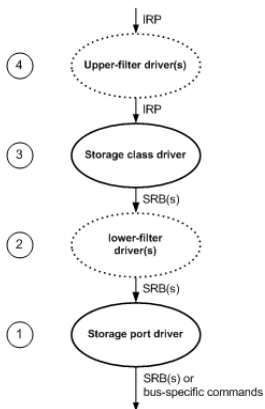 IRP
4
Upper-filter driver(s)
IRP
3
Storage class driver
SRB(s)
2
lower-filter
driver(s)
SRB(s)
1
Storage port driver
SRB(s) or
bus-specific commands